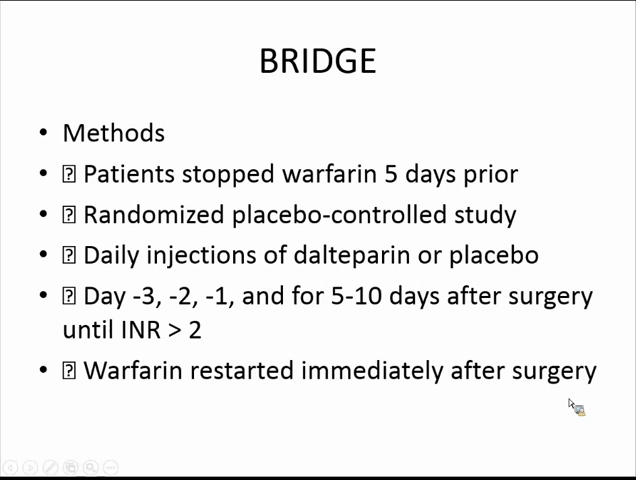 BRIDGE
• Methods
• ⍰ Patients stopped warfarin 5 days prior
• ⍰ Randomized placebo-controlled study
• ⍰ Daily injections of dalteparin or placebo
• ⍰ Day -3, -2, -1, and for 5-10 days after surgery
until INR > 2
• ⍰ Warfarin restarted immediately after surgery